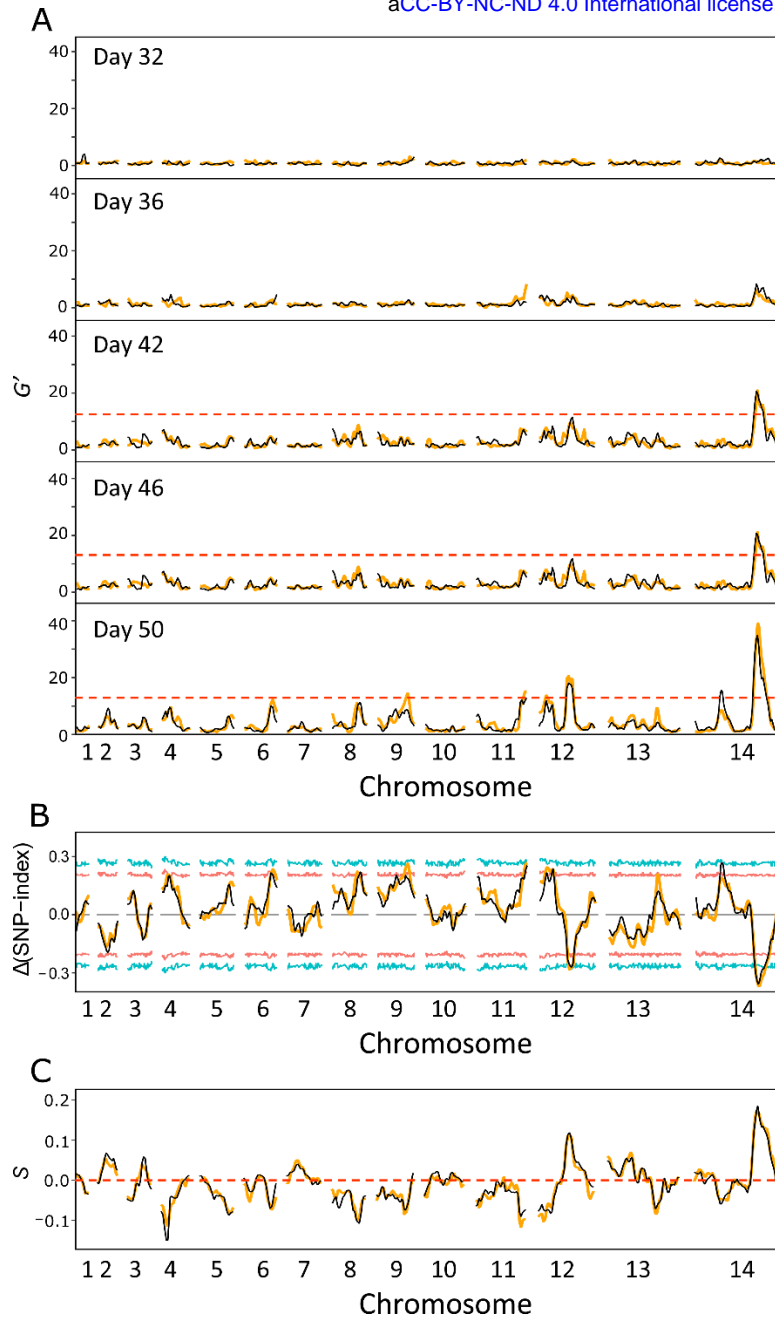 aCC-BY-NC-ND 4.0 International license
A
Day 32
40
20
0
Day 36
40
20
0
Day 42
40
20
0
G′
Day 46
40
20
0
Day 50
40
20
0
1 2 3 4 5 6 7 8 9 10 11 12 13 14
Chromosome
B
Δ(SNP−index)
0.3
0.0
−0.3
1 2 3 4 5 6 7 8 9 10 11 12 13 14
Chromosome
C
S
0.2
0.1
0.0
−0.1
1 2 3 4 5 6 7 8 9 10 11 12 13 14
Chromosome